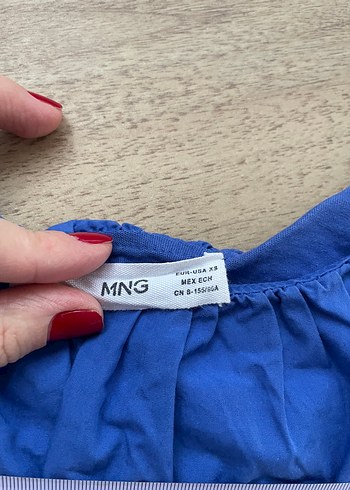 MNG
EUR-USA XS
MEX ECH
CN S-155/80A